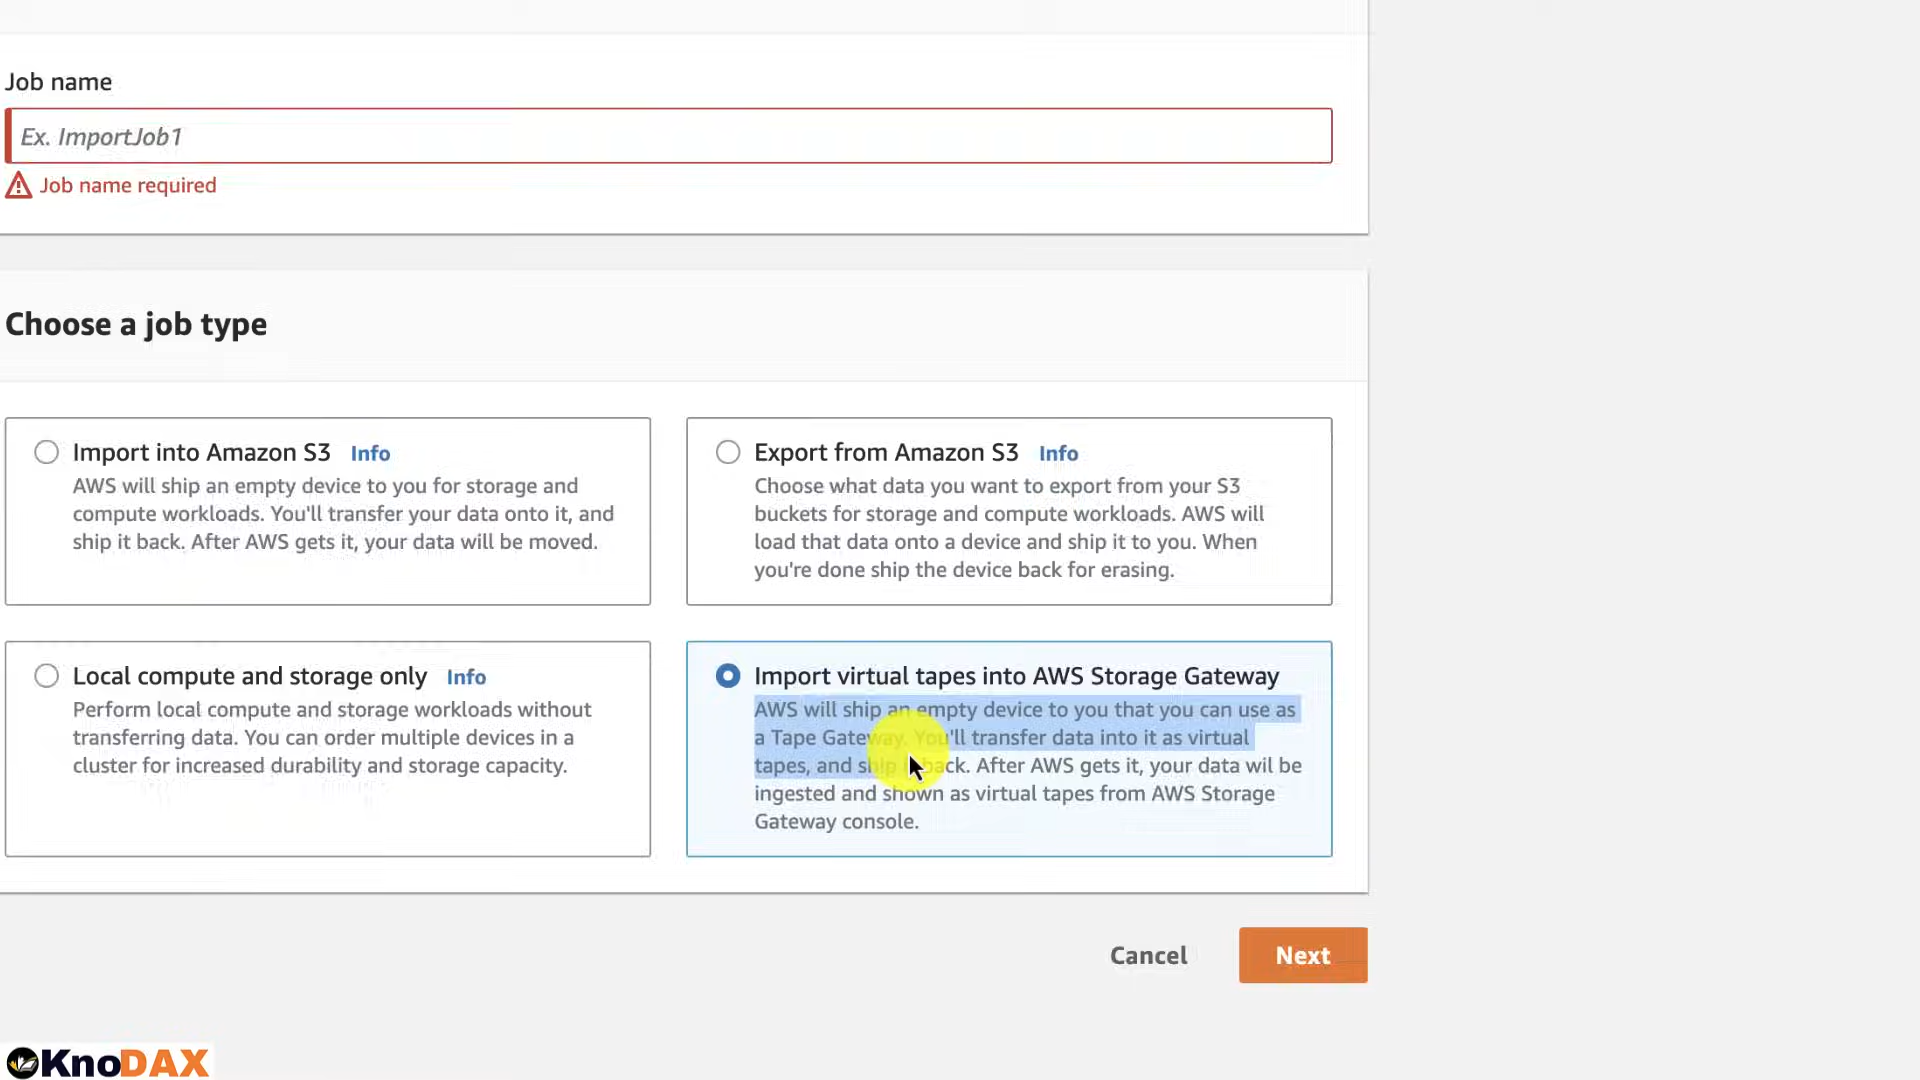 Job name
Ex. ImportJob1
Job name required
Choose a job type
Import into Amazon S3 Info
AWS will ship an empty device to you for storage and
compute workloads. You'll transfer your data onto it, and
ship it back. After AWS gets it, your data will be moved.
Export from Amazon S3 Info
Choose what data you want to export from your S3
buckets for storage and compute workloads. AWS will
load that data onto a device and ship it to you. When
you're done ship the device back for erasing.
Local compute and storage only Info
Perform local compute and storage workloads without
transferring data. You can order multiple devices in a
cluster for increased durability and storage capacity.
Import virtual tapes into AWS Storage Gateway
AWS will ship an empty device to you that you can use as
a Tape Gateway. You'll transfer data into it as virtual
tapes, and ship it back. After AWS gets it, your data will be
ingested and shown as virtual tapes from AWS Storage
Gateway console.
Cancel
Next
KnoDAX